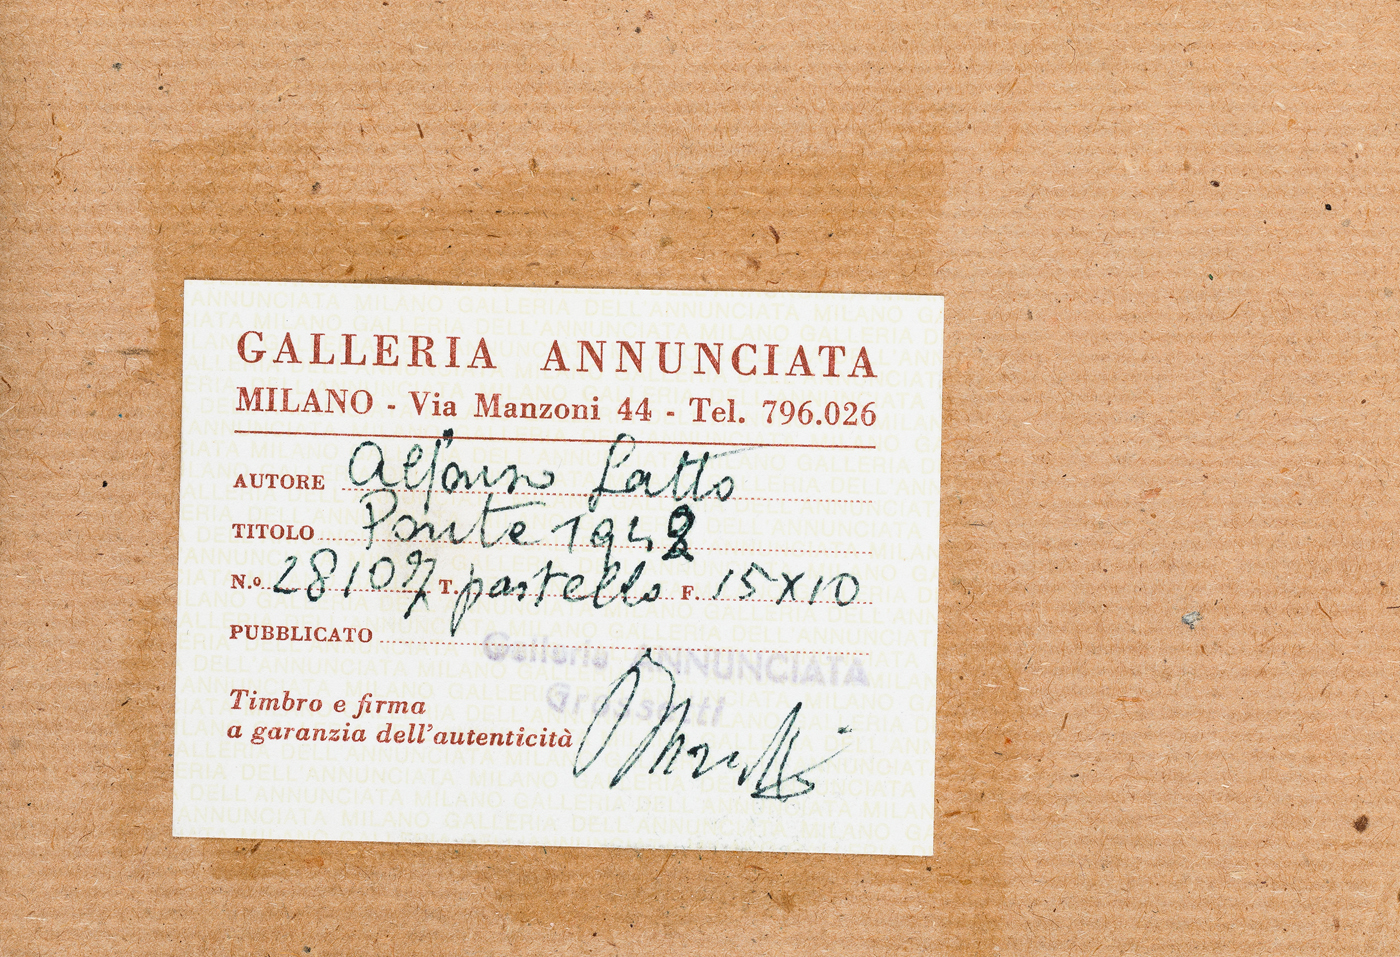 GALLERIA ANNUNCIATA
MILANO - Via Manzoni 44 - Tel. 796.026
AUTORE Alfonso Gatto
TITOLO Ponte 1942
N.º 28107 T. pastello F. 15x10
PUBBLICATO
Galleria ANNUNCIATA
Grossetti
Timbro e firma
a garanzia dell'autenticità